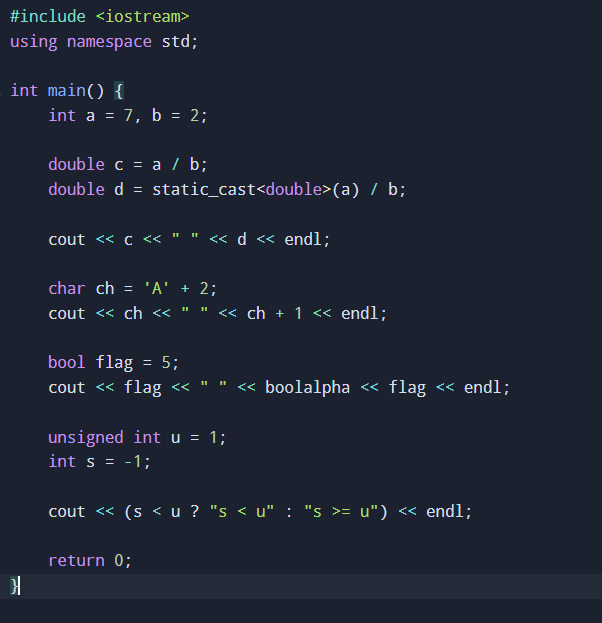 #include <iostream>
using namespace std;

int main() {
    int a = 7, b = 2;

    double c = a / b;
    double d = static_cast<double>(a) / b;

    cout << c << " " << d << endl;

    char ch = 'A' + 2;
    cout << ch << " " << ch + 1 << endl;

    bool flag = 5;
    cout << flag << " " << boolalpha << flag << endl;

    unsigned int u = 1;
    int s = -1;

    cout << (s < u ? "s < u" : "s >= u") << endl;

    return 0;
}